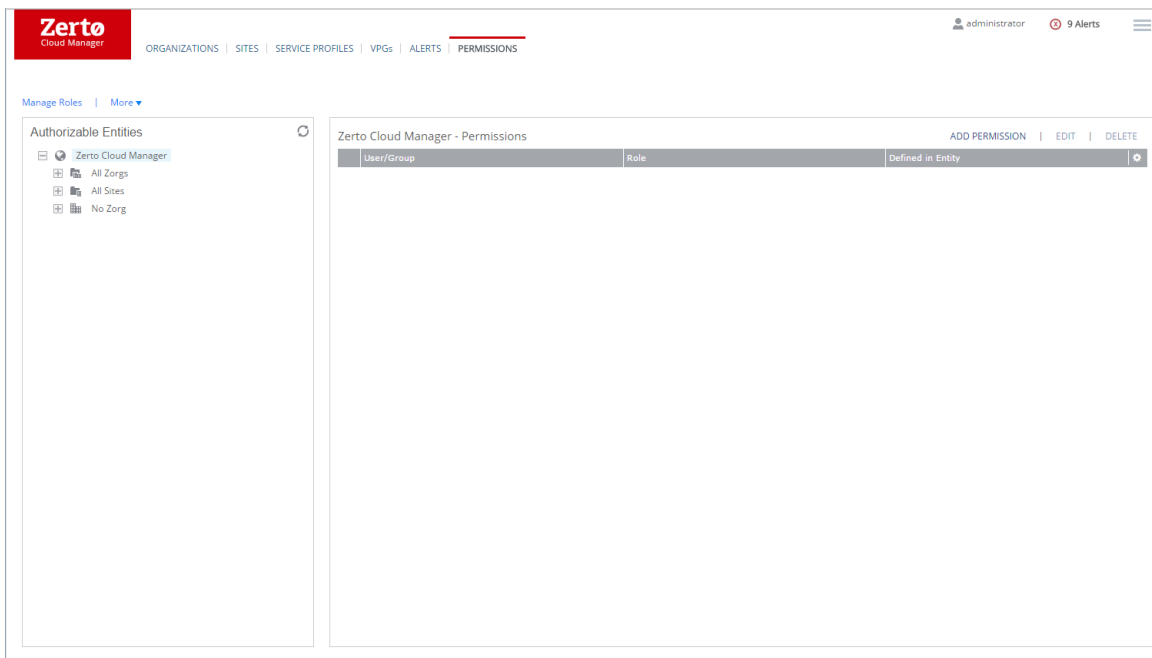 Zertø
Cloud Manager
administrator
9 Alerts
ORGANIZATIONS | SITES | SERVICE PROFILES | VPGs | ALERTS | PERMISSIONS
Manage Roles | More
Authorizable Entities
Zerto Cloud Manager
All Zorgs
All Sites
No Zorg
Zerto Cloud Manager - Permissions
ADD PERMISSION | EDIT | DELETE
User/Group Role Defined in Entity